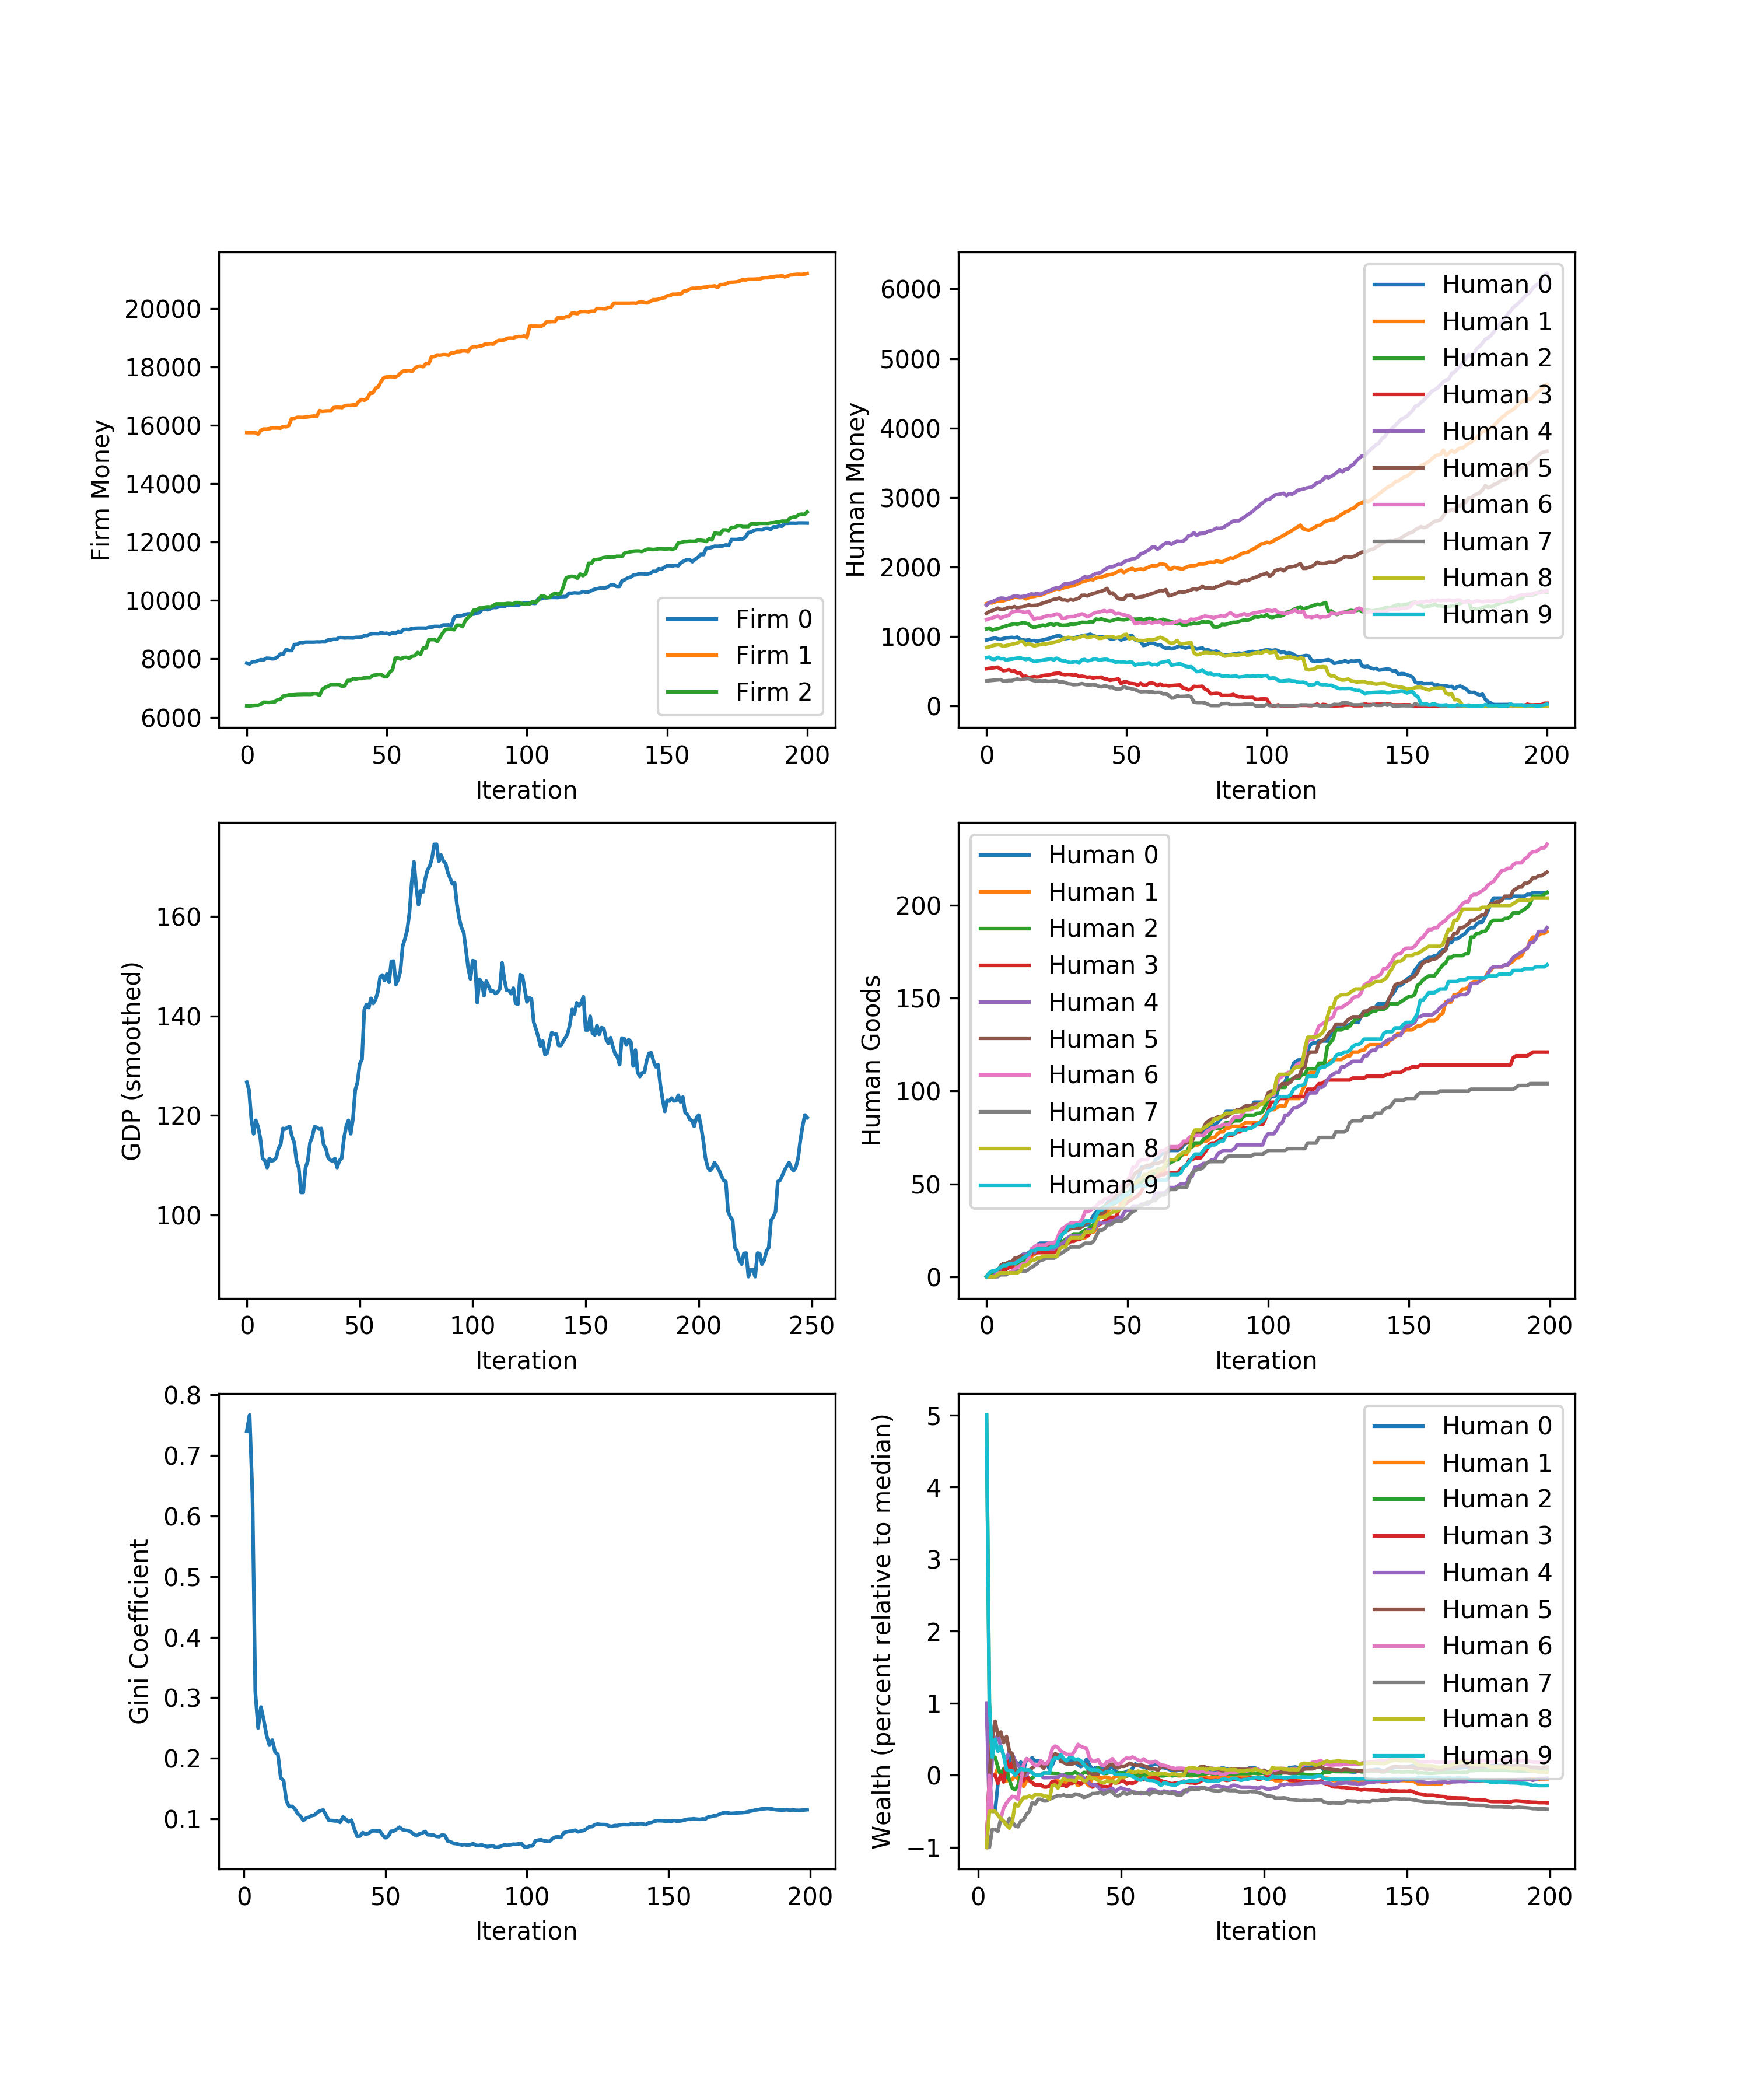 Firm Money
20000
18000
16000
14000
12000
10000
8000
6000
0 50 100 150 200
Iteration
Firm 0
Firm 1
Firm 2
Human Money
6000
5000
4000
3000
2000
1000
0
0 50 100 150 200
Iteration
Human 0
Human 1
Human 2
Human 3
Human 4
Human 5
Human 6
Human 7
Human 8
Human 9
GDP (smoothed)
160
140
120
100
0 50 100 150 200 250
Iteration
Human Goods
200
150
100
50
0
0 50 100 150 200
Iteration
Human 0
Human 1
Human 2
Human 3
Human 4
Human 5
Human 6
Human 7
Human 8
Human 9
Gini Coefficient
0.8
0.7
0.6
0.5
0.4
0.3
0.2
0.1
0 50 100 150 200
Iteration
Wealth (percent relative to median)
5
4
3
2
1
0
−1
0 50 100 150 200
Iteration
Human 0
Human 1
Human 2
Human 3
Human 4
Human 5
Human 6
Human 7
Human 8
Human 9